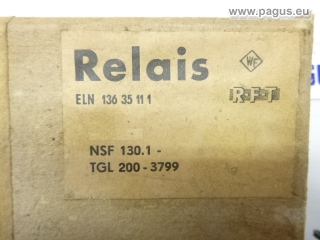 www.pagus.eu
Relais
WF
ELN 136 35 11 1
RFT
NSF 130.1 -
TGL 200-3799